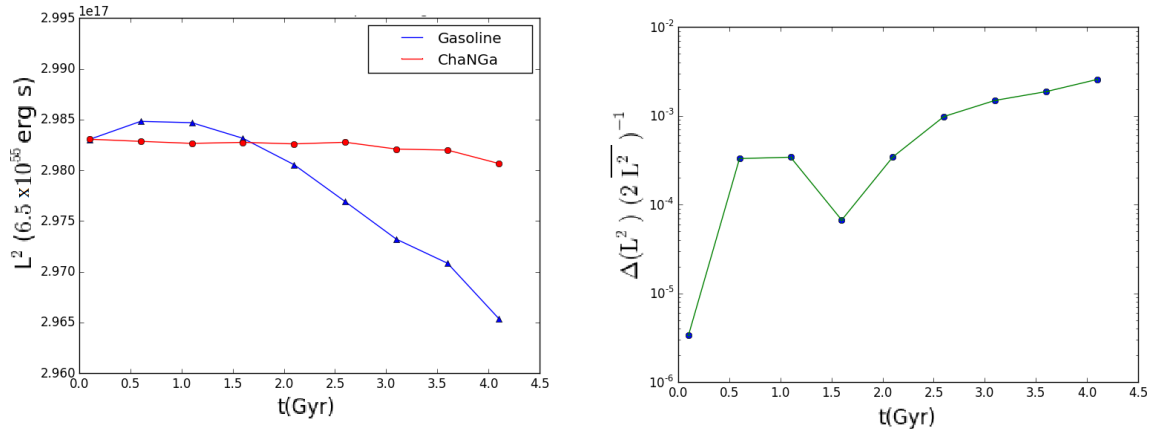 1e17
2.995
2.990
2.985
2.980
2.975
2.970
2.965
2.960
L² (6.5 x10⁵⁵ erg s)
Gasoline
ChaNGa
0.0 0.5 1.0 1.5 2.0 2.5 3.0 3.5 4.0 4.5
t(Gyr)
10⁻²
10⁻³
10⁻⁴
10⁻⁵
10⁻⁶
Δ(L²) (2 L̅²)⁻¹
0.0 0.5 1.0 1.5 2.0 2.5 3.0 3.5 4.0 4.5
t(Gyr)